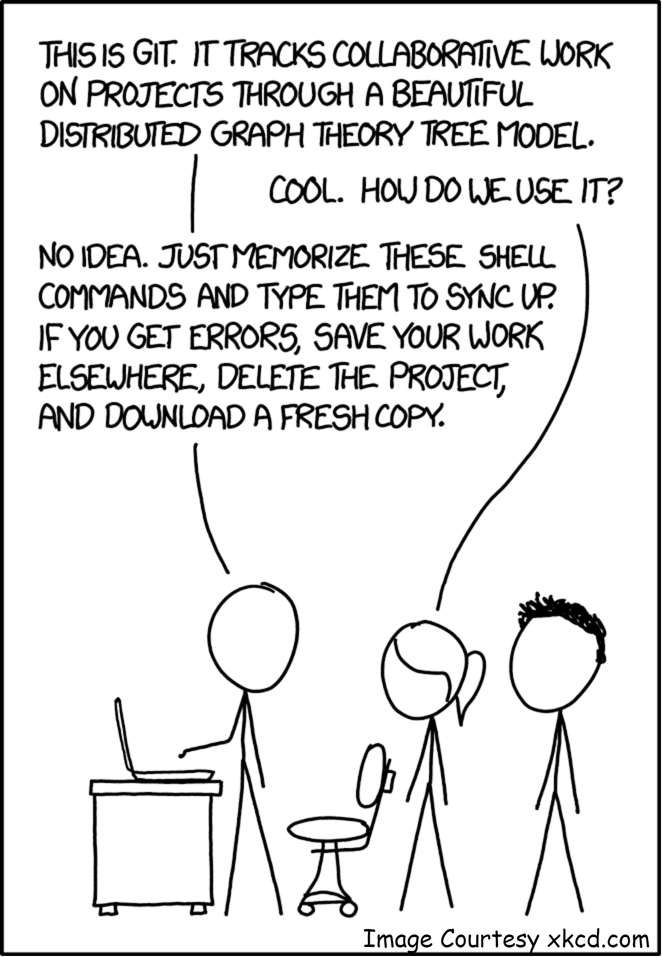 THIS IS GIT. IT TRACKS COLLABORATIVE WORK
ON PROJECTS THROUGH A BEAUTIFUL
DISTRIBUTED GRAPH THEORY TREE MODEL.
COOL. HOW DO WE USE IT?
NO IDEA. JUST MEMORIZE THESE SHELL
COMMANDS AND TYPE THEM TO SYNC UP.
IF YOU GET ERRORS, SAVE YOUR WORK
ELSEWHERE, DELETE THE PROJECT,
AND DOWNLOAD A FRESH COPY.
Image Courtesy xkcd.com